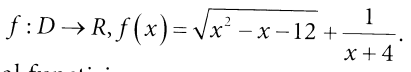 f : D → R, f(x) = √(x² − x − 12) + 1/(x + 4).